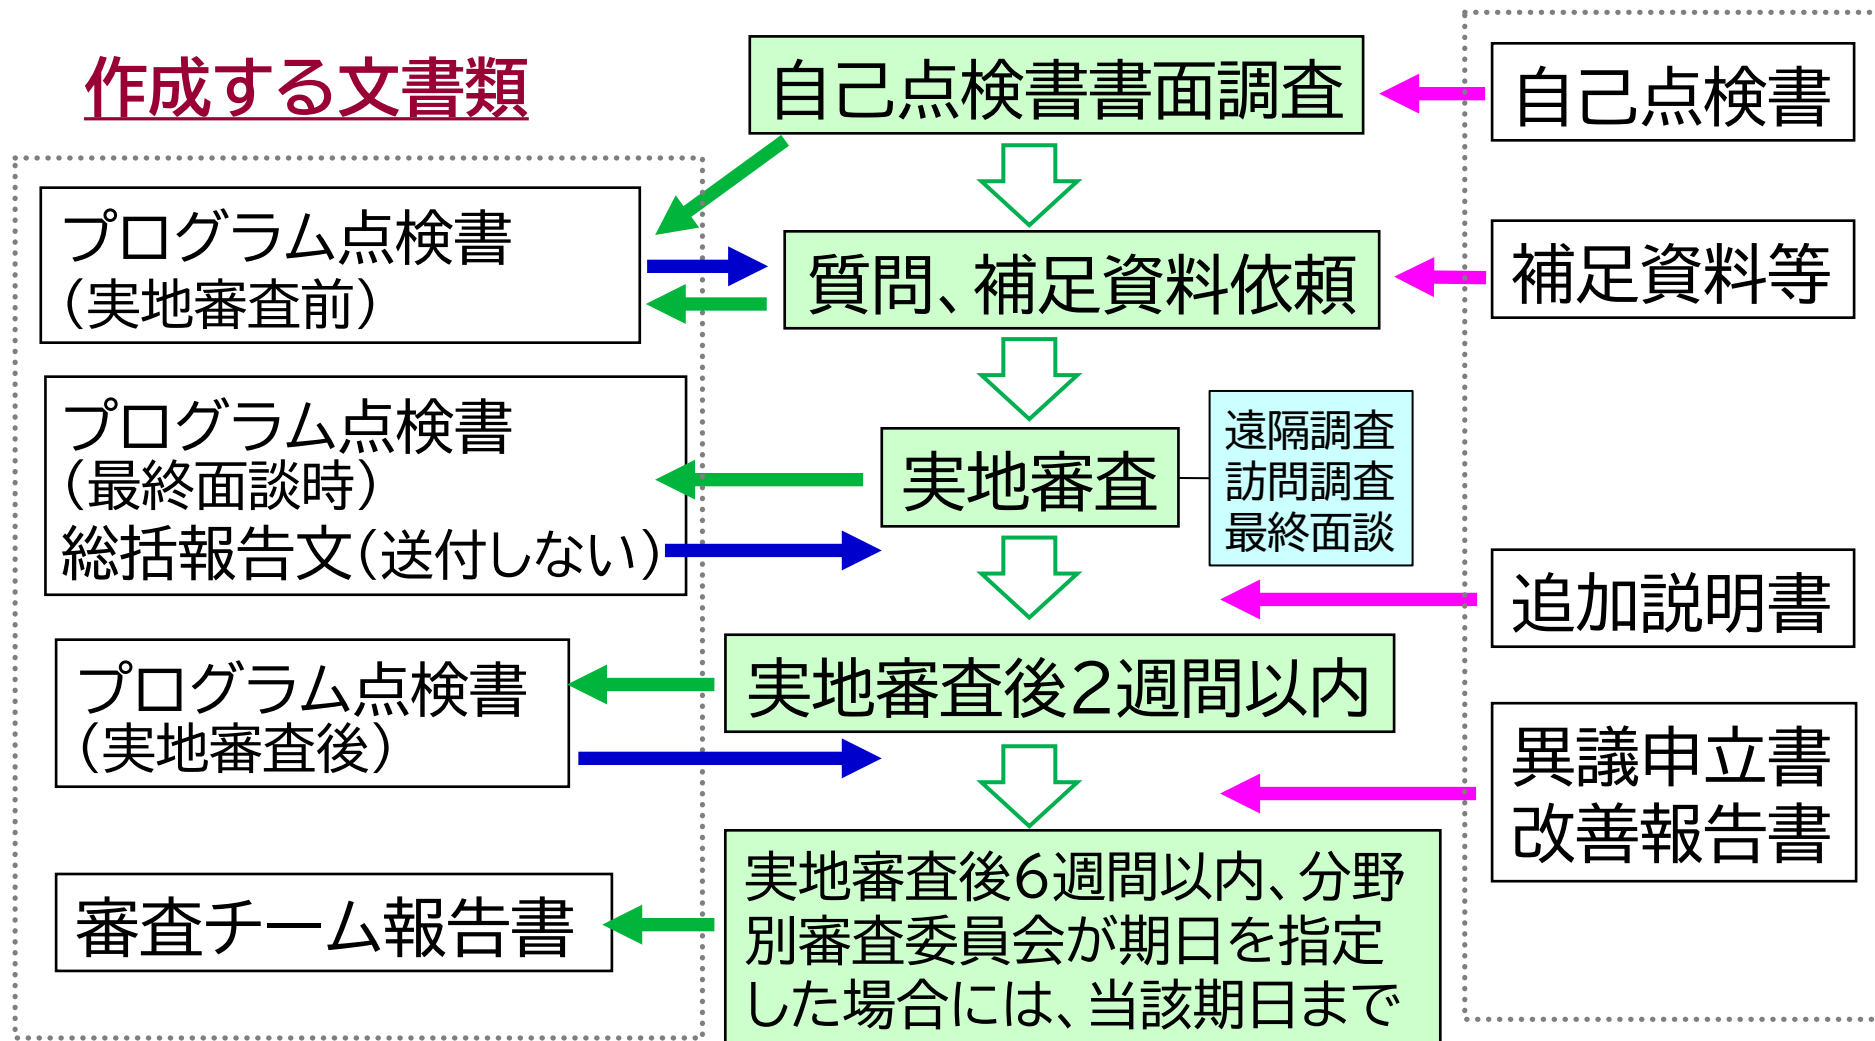 作成する文書類
自己点検書書面調査
自己点検書
プログラム点検書
（実地審査前）
質問、補足資料依頼
補足資料等
プログラム点検書
（最終面談時）
総括報告文（送付しない）
実地審査
遠隔調査
訪問調査
最終面談
追加説明書
プログラム点検書
（実地審査後）
実地審査後２週間以内
異議申立書
改善報告書
審査チーム報告書
実地審査後６週間以内、分野
別審査委員会が期日を指定
した場合には、当該期日まで